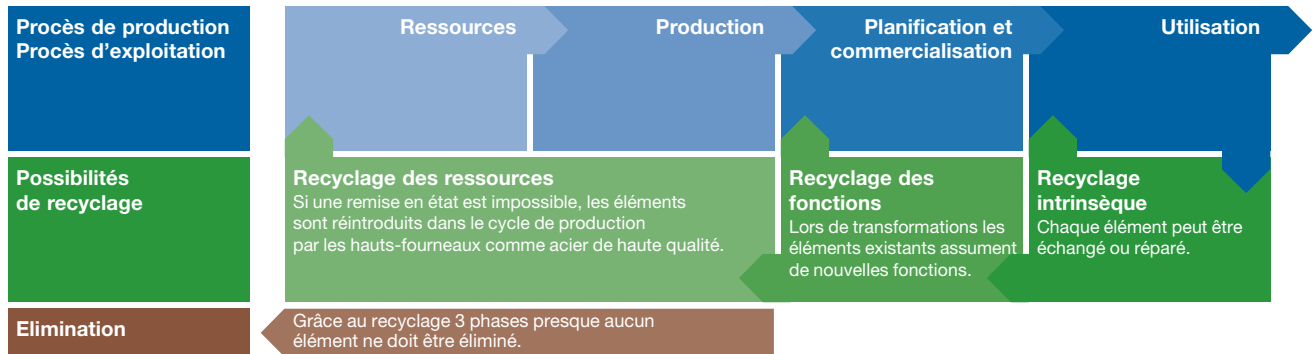 Procès de production
Procès d'exploitation
Ressources
Production
Planification et
commercialisation
Utilisation
Possibilités
de recyclage
Recyclage des ressources
Si une remise en état est impossible, les éléments
sont réintroduits dans le cycle de production
par les hauts-fourneaux comme acier de haute qualité.
Recyclage des
fonctions
Lors de transformations les
éléments existants assument
de nouvelles fonctions.
Recyclage
intrinsèque
Chaque élément peut être
échangé ou réparé.
Elimination
Grâce au recyclage 3 phases presque aucun
élément ne doit être éliminé.